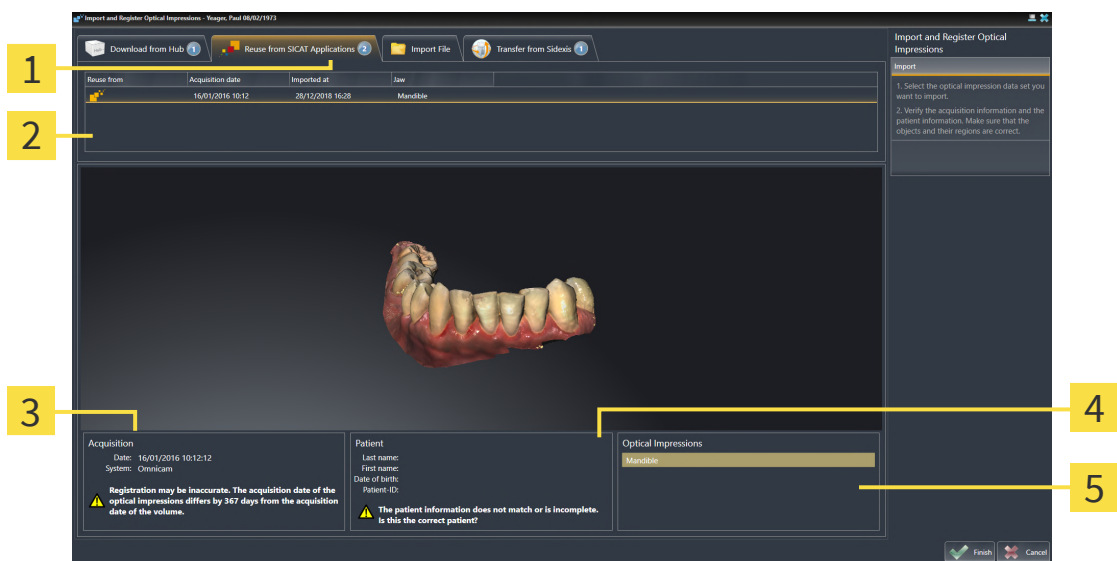 Import and Register Optical Impressions - Yeager, Paul 08/02/1973
Download from Hub 1
Reuse from SICAT Applications 2
Import File
Transfer from Sidexis 1
Reuse from Acquisition date Imported at Jaw
16/01/2016 10:12 28/12/2018 16:28 Mandible
Import and Register Optical
Impressions
Import
1. Select the optical impression data set you
want to import.
2. Verify the acquisition information and the
patient information. Make sure that the
objects and their regions are correct.
1
2
3
4
5
Acquisition
Date: 16/01/2016 10:12:12
System: Omnicam
Registration may be inaccurate. The acquisition date of the
optical impressions differs by 367 days from the acquisition
date of the volume.
Patient
Last name:
First name:
Date of birth:
Patient-ID:
The patient information does not match or is incomplete.
Is this the correct patient?
Optical Impressions
Mandible
Finish
Cancel